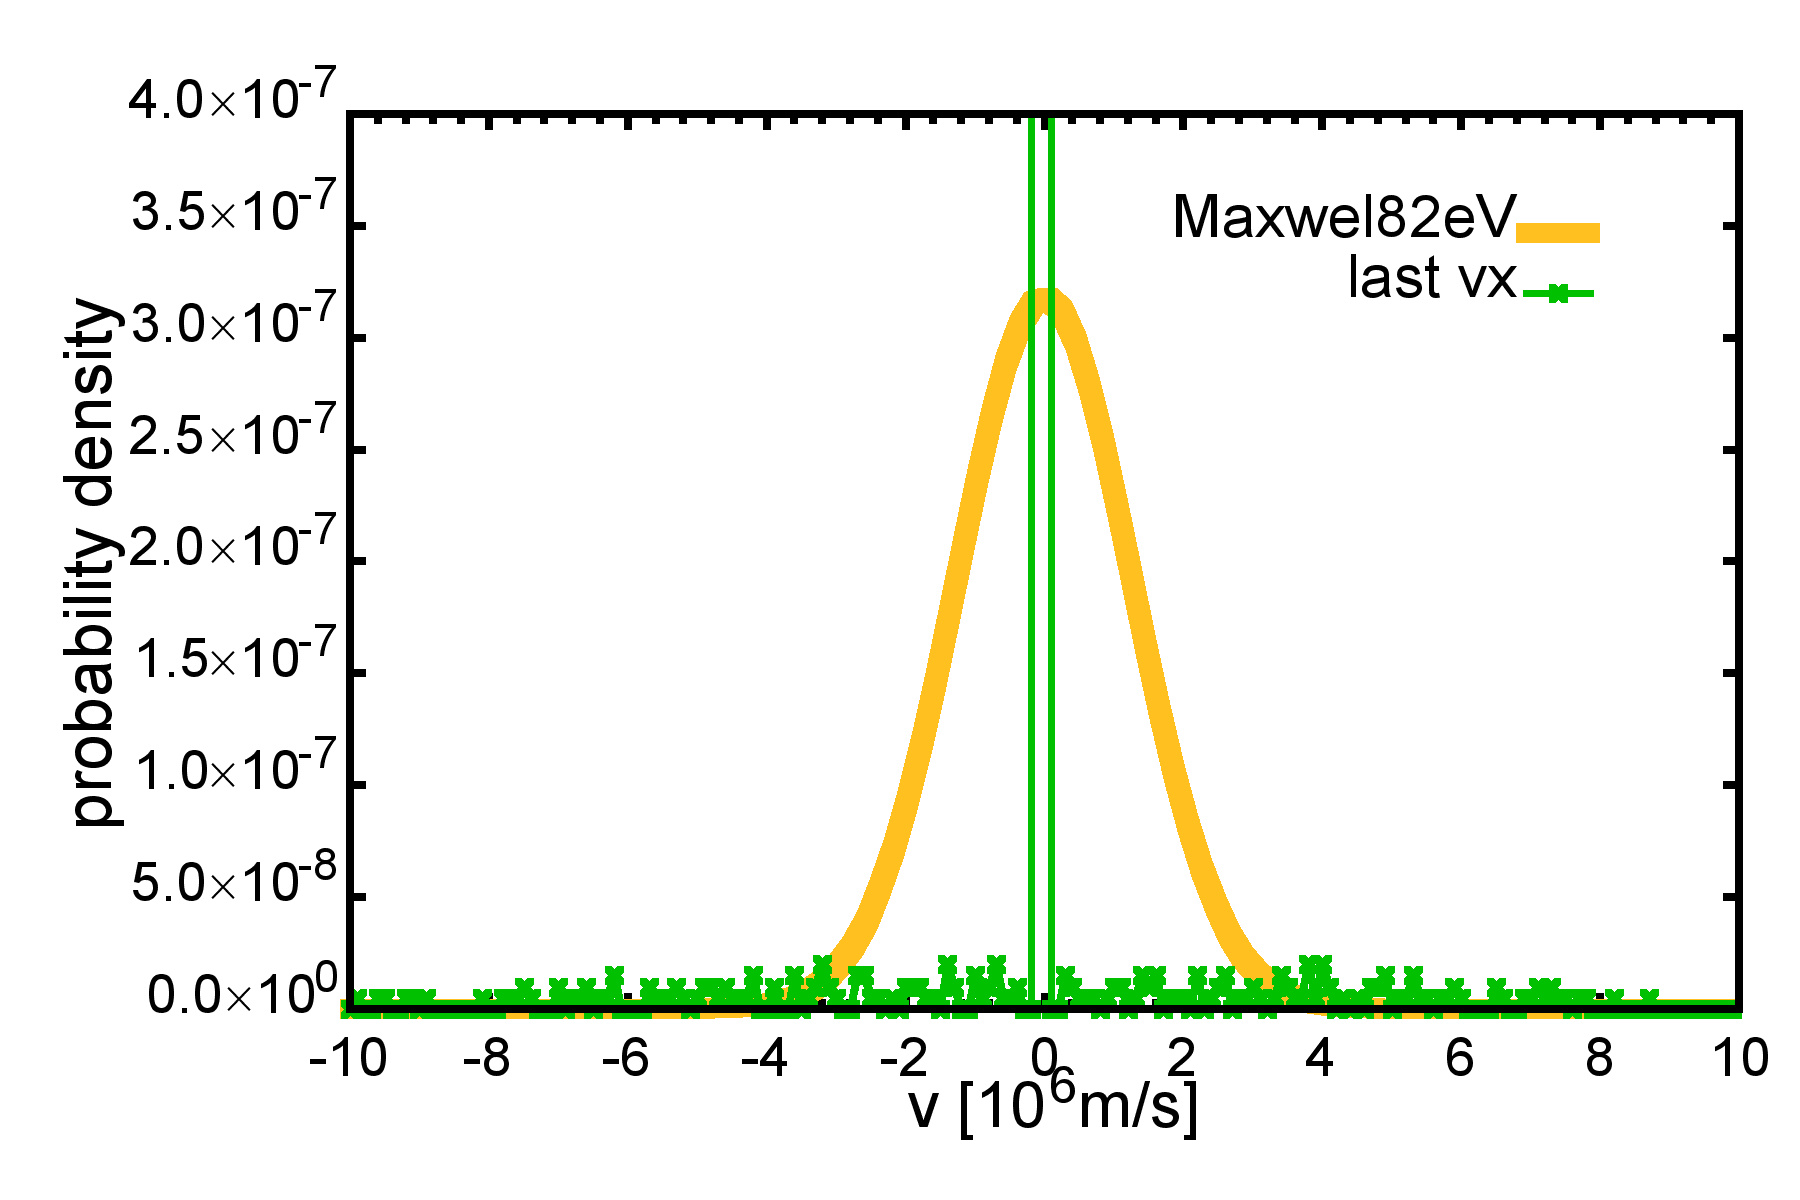 4.0×10⁻⁷
3.5×10⁻⁷
3.0×10⁻⁷
2.5×10⁻⁷
2.0×10⁻⁷
1.5×10⁻⁷
1.0×10⁻⁷
5.0×10⁻⁸
0.0×10⁰
probability density
Maxwel82eV
last vx
-10 -8 -6 -4 -2 0 2 4 6 8 10
v [10⁶m/s]